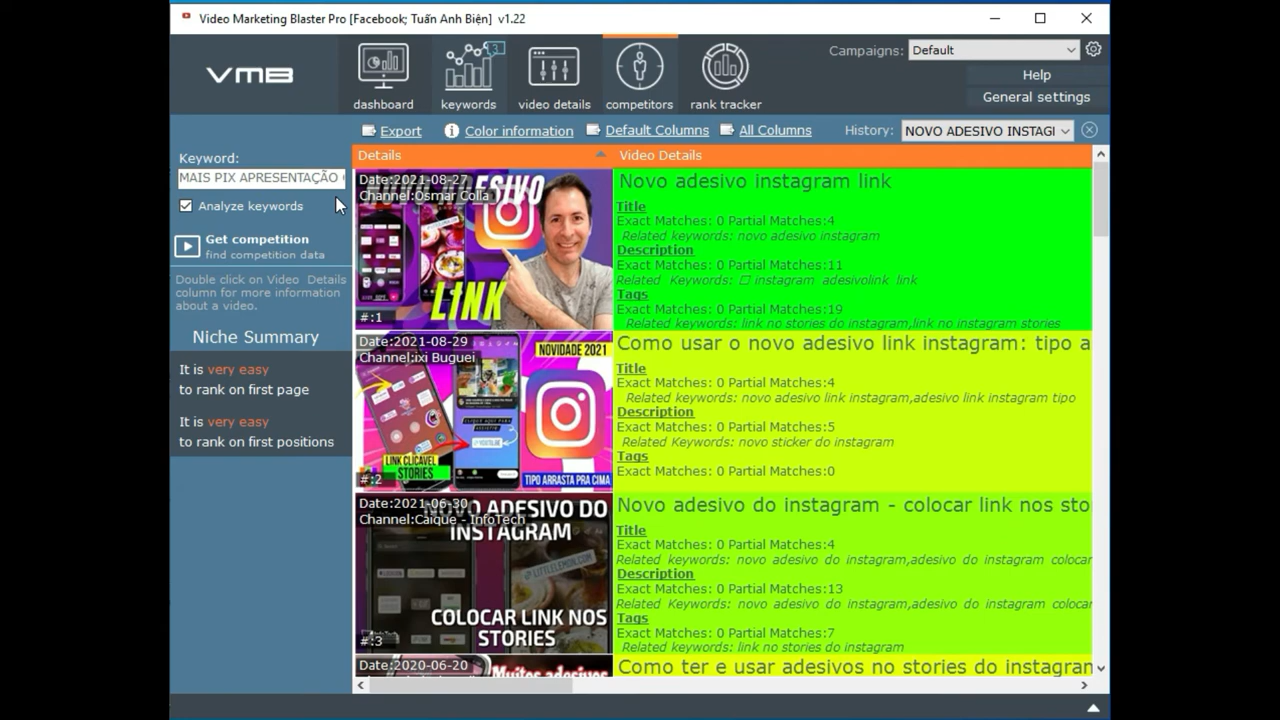 Video Marketing Blaster Pro [Facebook; Tuấn Anh Biện] v1.22
VMB
dashboard
keywords
video details
competitors
rank tracker
Campaigns: Default
Help
General settings
Export
Color information
Default Columns
All Columns
History: NOVO ADESIVO INSTAGI
Keyword:
MAIS PIX APRESENTAÇÃO
Analyze keywords
Get competition
find competition data
Double click on Video Details
column for more information
about a video.
Niche Summary
It is very easy
to rank on first page
It is very easy
to rank on first positions
Details
Video Details
Date:2021-08-27
Channel:Osmar Colla
NOVO ADESIVO
LINK
#:1
Novo adesivo instagram link
Title
Exact Matches: 0 Partial Matches:4
Related keywords: novo adesivo instagram
Description
Exact Matches: 0 Partial Matches:11
Related Keywords: □ instagram adesivolink link
Tags
Exact Matches: 0 Partial Matches:19
Related keywords: link no stories do instagram,link no instagram stories
Date:2021-08-29
Channel:ixi Buguei
NOVIDADE 2021
CLIQUE AQUI PARA
ASSISTIR
LINK CLICÁVEL
STORIES
TIPO ARRASTA PRA CIMA
#:2
Como usar o novo adesivo link instagram: tipo a
Title
Exact Matches: 0 Partial Matches:4
Related keywords: novo adesivo link instagram,adesivo link instagram tipo
Description
Exact Matches: 0 Partial Matches:5
Related Keywords: novo sticker do instagram
Tags
Exact Matches: 0 Partial Matches:0
Date:2021-06-30
Channel:Caique - InfoTech
NOVO ADESIVO DO
INSTAGRAM
LITTLELEMON.COM
COLOCAR LINK NOS
STORIES
#:3
Novo adesivo do instagram - colocar link nos sto
Title
Exact Matches: 0 Partial Matches:4
Related keywords: novo adesivo do instagram,adesivo do instagram colocar
Description
Exact Matches: 0 Partial Matches:13
Related Keywords: novo adesivo do instagram,adesivo do instagram colocar
Tags
Exact Matches: 0 Partial Matches:7
Related keywords: link no stories do instagram
Date:2020-06-20
Muitos adesivos
Como ter e usar adesivos no stories do instagram